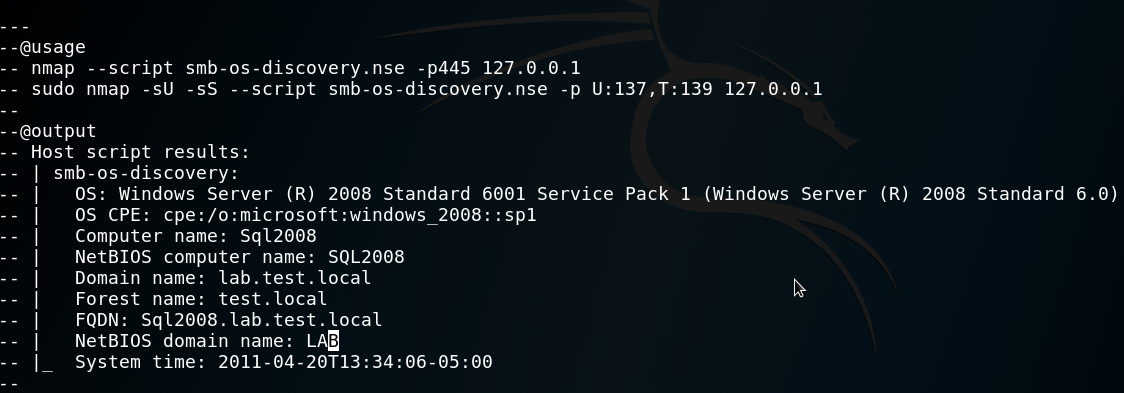 ---
--@usage
-- nmap --script smb-os-discovery.nse -p445 127.0.0.1
-- sudo nmap -sU -sS --script smb-os-discovery.nse -p U:137,T:139 127.0.0.1
--
--@output
-- Host script results:
-- | smb-os-discovery:
-- |   OS: Windows Server (R) 2008 Standard 6001 Service Pack 1 (Windows Server (R) 2008 Standard 6.0)
-- |   OS CPE: cpe:/o:microsoft:windows_2008::sp1
-- |   Computer name: Sql2008
-- |   NetBIOS computer name: SQL2008
-- |   Domain name: lab.test.local
-- |   Forest name: test.local
-- |   FQDN: Sql2008.lab.test.local
-- |   NetBIOS domain name: LAB
-- |_  System time: 2011-04-20T13:34:06-05:00
--